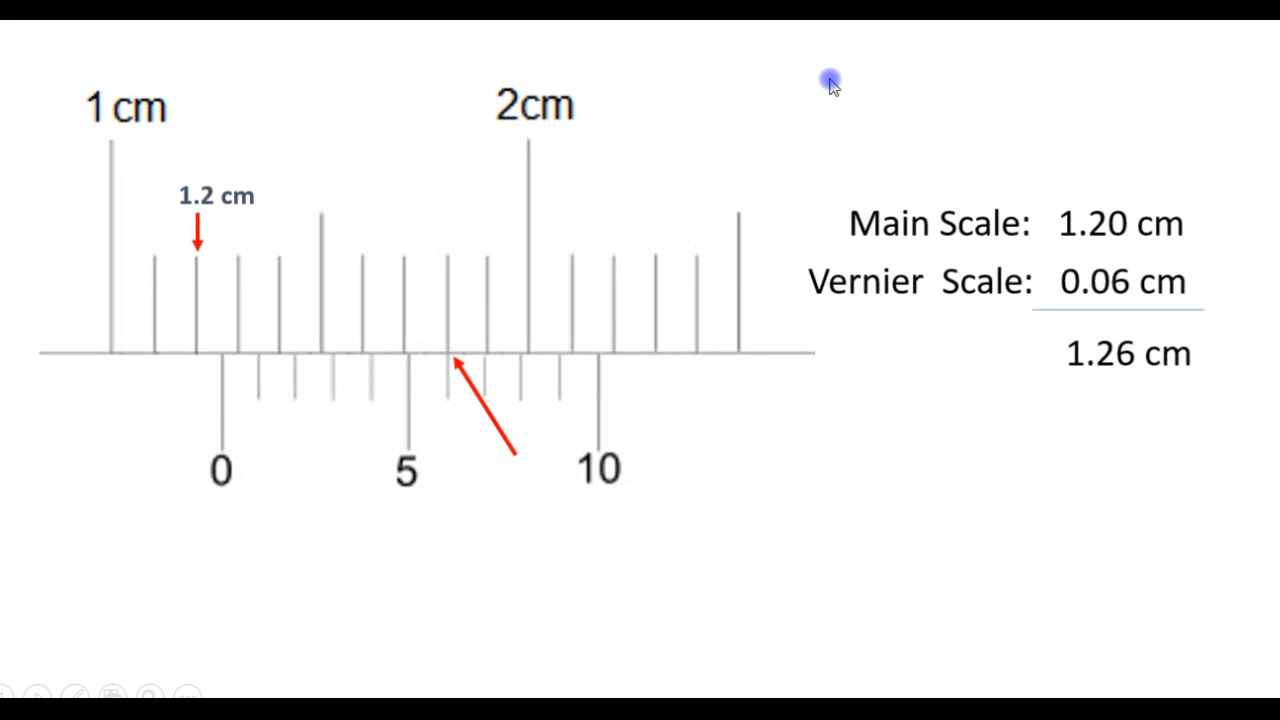 1 cm 2cm
1.2 cm
Main Scale: 1.20 cm
Vernier Scale: 0.06 cm
1.26 cm
0 5 10